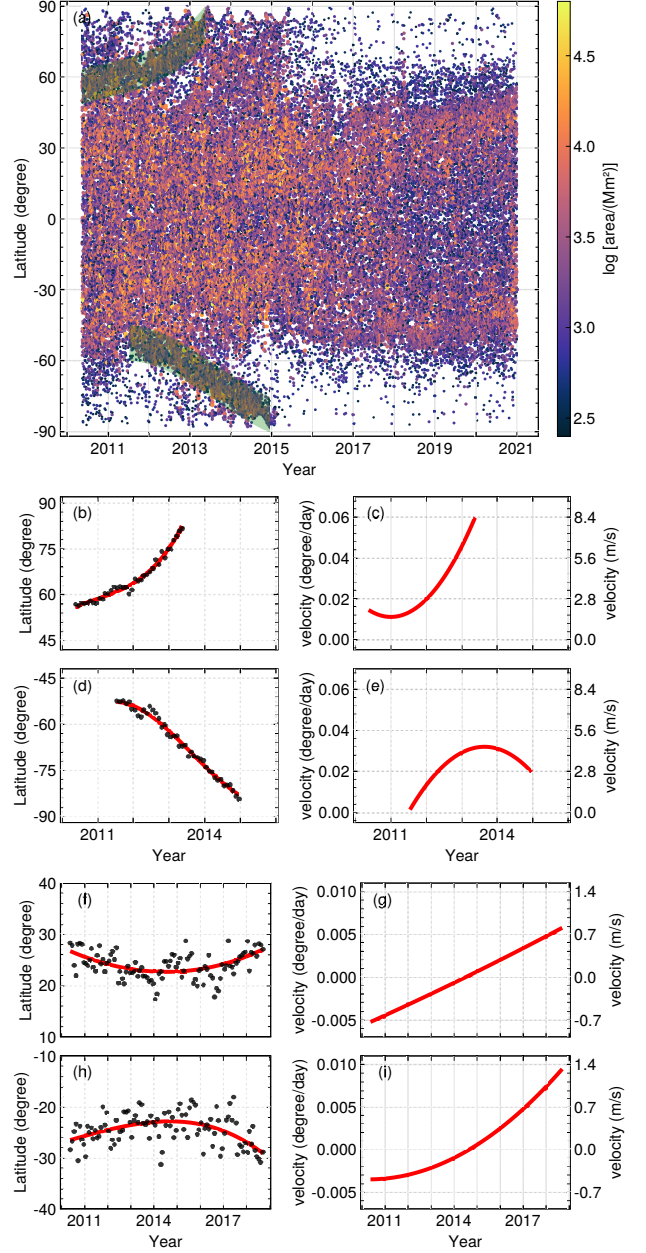 (a)
90
60
30
0
-30
-60
-90
Latitude (degree)
2011
2013
2015
2017
2019
2021
Year
4.5
4.0
3.5
3.0
2.5
log [area/(Mm²)]
(b)
90
75
60
45
Latitude (degree)
(c)
0.06
0.04
0.02
0.00
velocity (degree/day)
8.4
5.6
2.8
0.0
velocity (m/s)
(d)
-45
-60
-75
-90
Latitude (degree)
2011
2014
Year
(e)
0.06
0.04
0.02
0.00
velocity (degree/day)
8.4
5.6
2.8
0.0
velocity (m/s)
2011
2014
Year
(f)
40
30
20
10
Latitude (degree)
(g)
0.010
0.005
0.000
-0.005
velocity (degree/day)
1.4
0.7
0.0
-0.7
velocity (m/s)
(h)
-10
-20
-30
-40
Latitude (degree)
2011
2014
2017
Year
(i)
0.010
0.005
0.000
-0.005
velocity (degree/day)
1.4
0.7
0.0
-0.7
velocity (m/s)
2011
2014
2017
Year